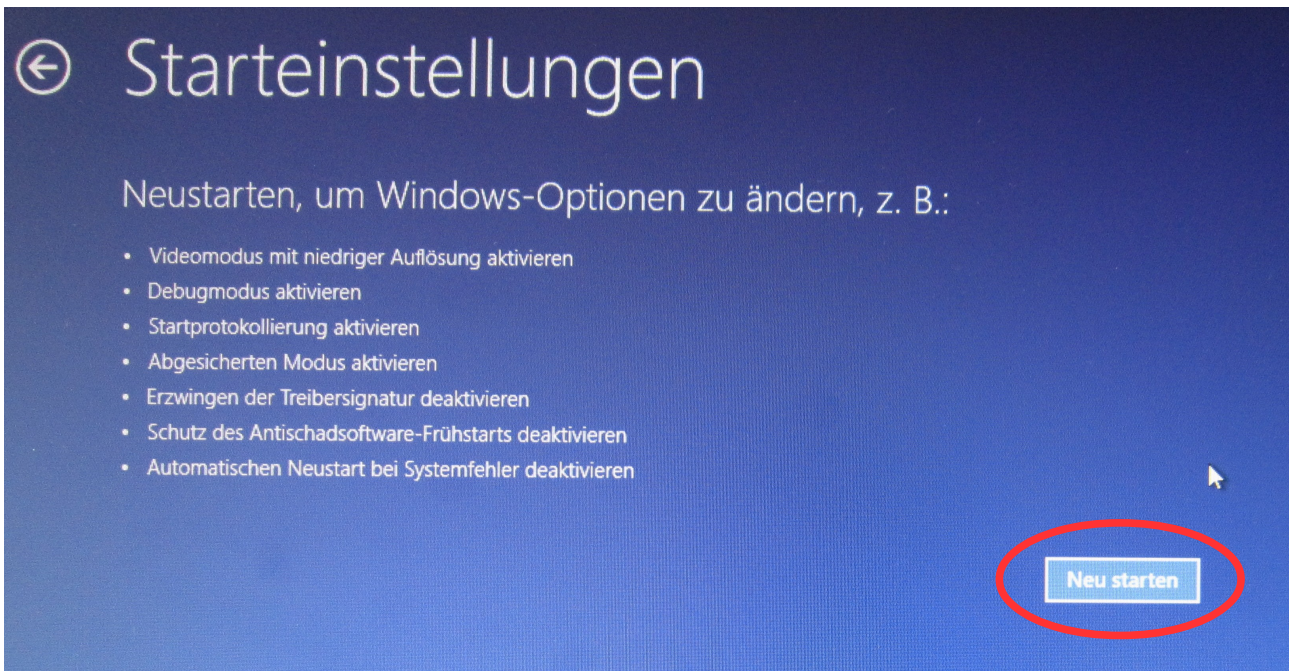 Starteinstellungen
Neustarten, um Windows-Optionen zu ändern, z. B.:
• Videomodus mit niedriger Auflösung aktivieren
• Debugmodus aktivieren
• Startprotokollierung aktivieren
• Abgesicherten Modus aktivieren
• Erzwingen der Treibersignatur deaktivieren
• Schutz des Antischadsoftware-Frühstarts deaktivieren
• Automatischen Neustart bei Systemfehler deaktivieren
Neu starten